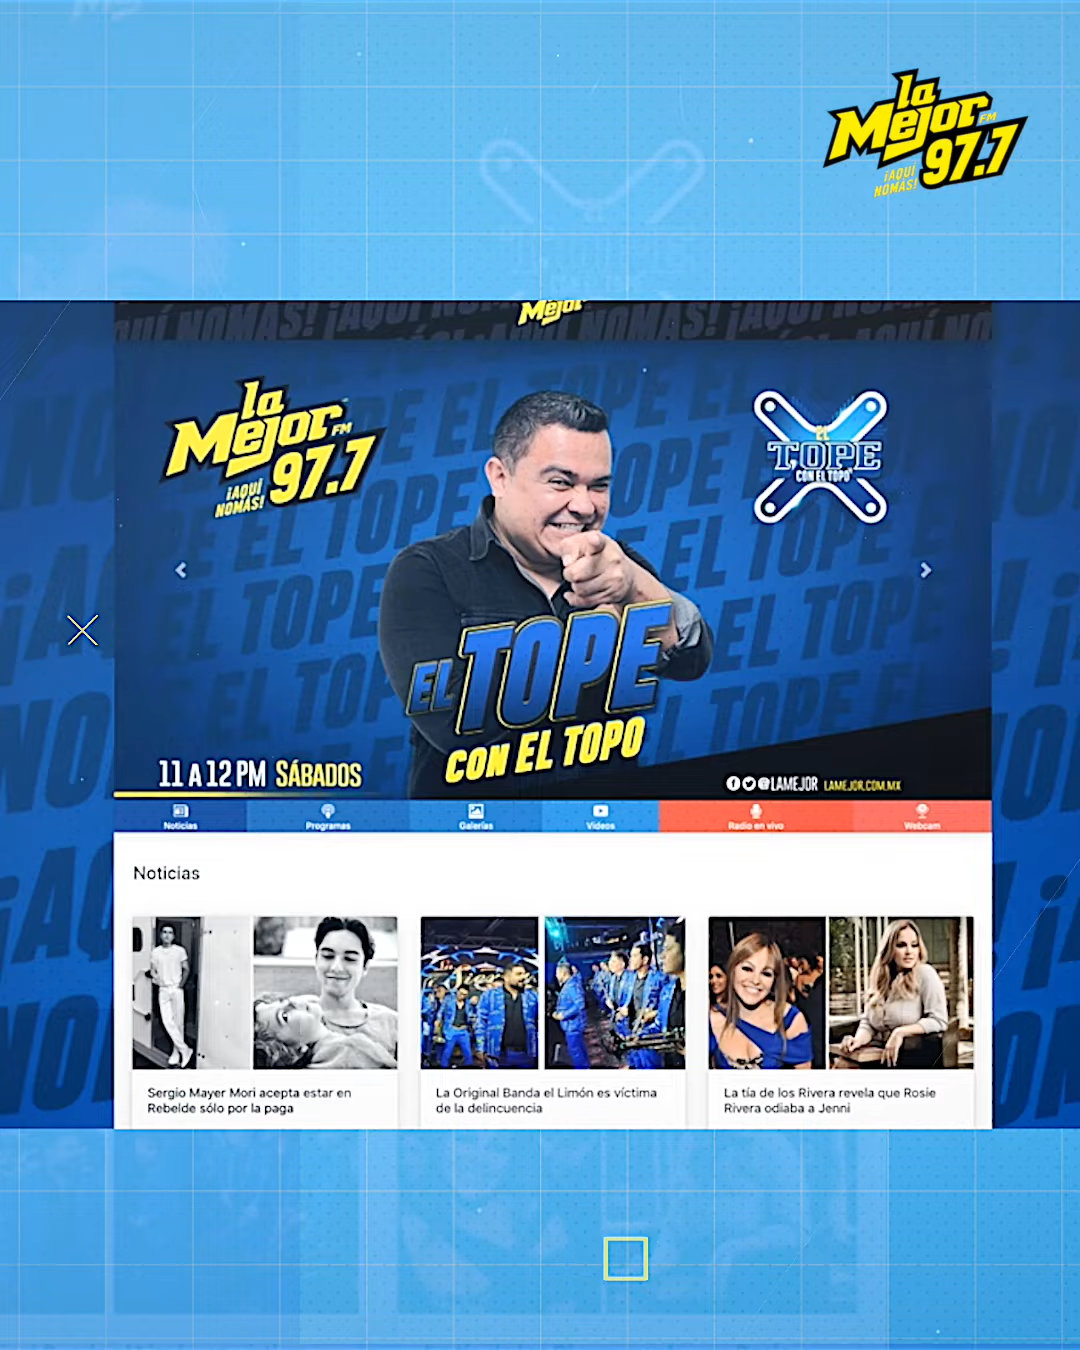 la
Mejor FM
97.7
¡AQUÍ
NOMÁS!
Mejor
¡AQUÍ NOMÁS!
la
Mejor FM
97.7
¡AQUÍ
NOMÁS!
EL
TOPE
CON EL TOPO
EL TOPE
CON EL TOPO
11 A 12 PM SÁBADOS
@LAMEJOR LAMEJOR.COM.MX
Noticias
Programas
Galerías
Videos
Radio en vivo
Webcam
Noticias
Sergio Mayer Mori acepta estar en
Rebelde sólo por la paga
La Original Banda el Limón es víctima
de la delincuencia
La tía de los Rivera revela que Rosie
Rivera odiaba a Jenni